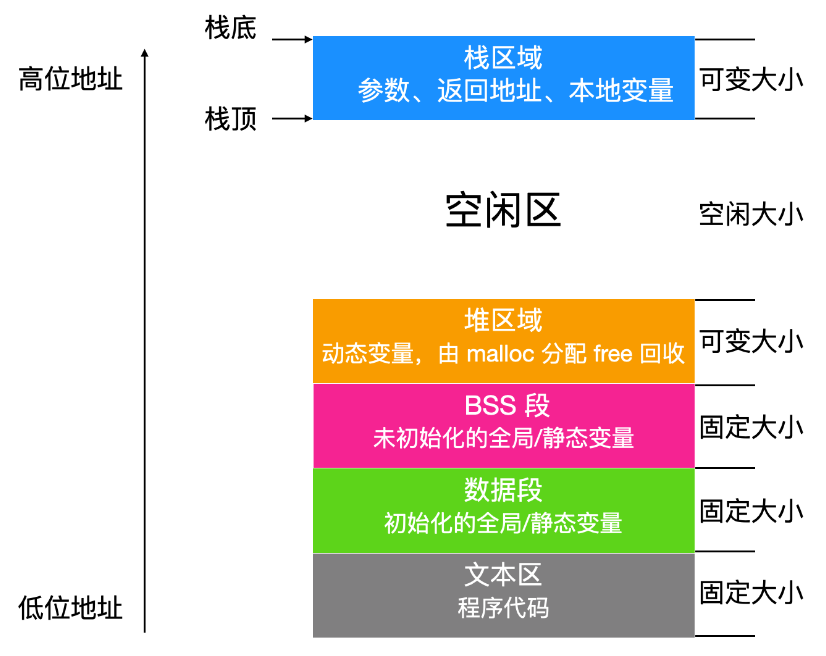 栈底
栈区域
参数、返回地址、本地变量
高位地址
可变大小
栈顶
空闲区
空闲大小
堆区域
动态变量，由 malloc 分配 free 回收
可变大小
BSS 段
未初始化的全局/静态变量
固定大小
数据段
初始化的全局/静态变量
固定大小
文本区
程序代码
固定大小
低位地址